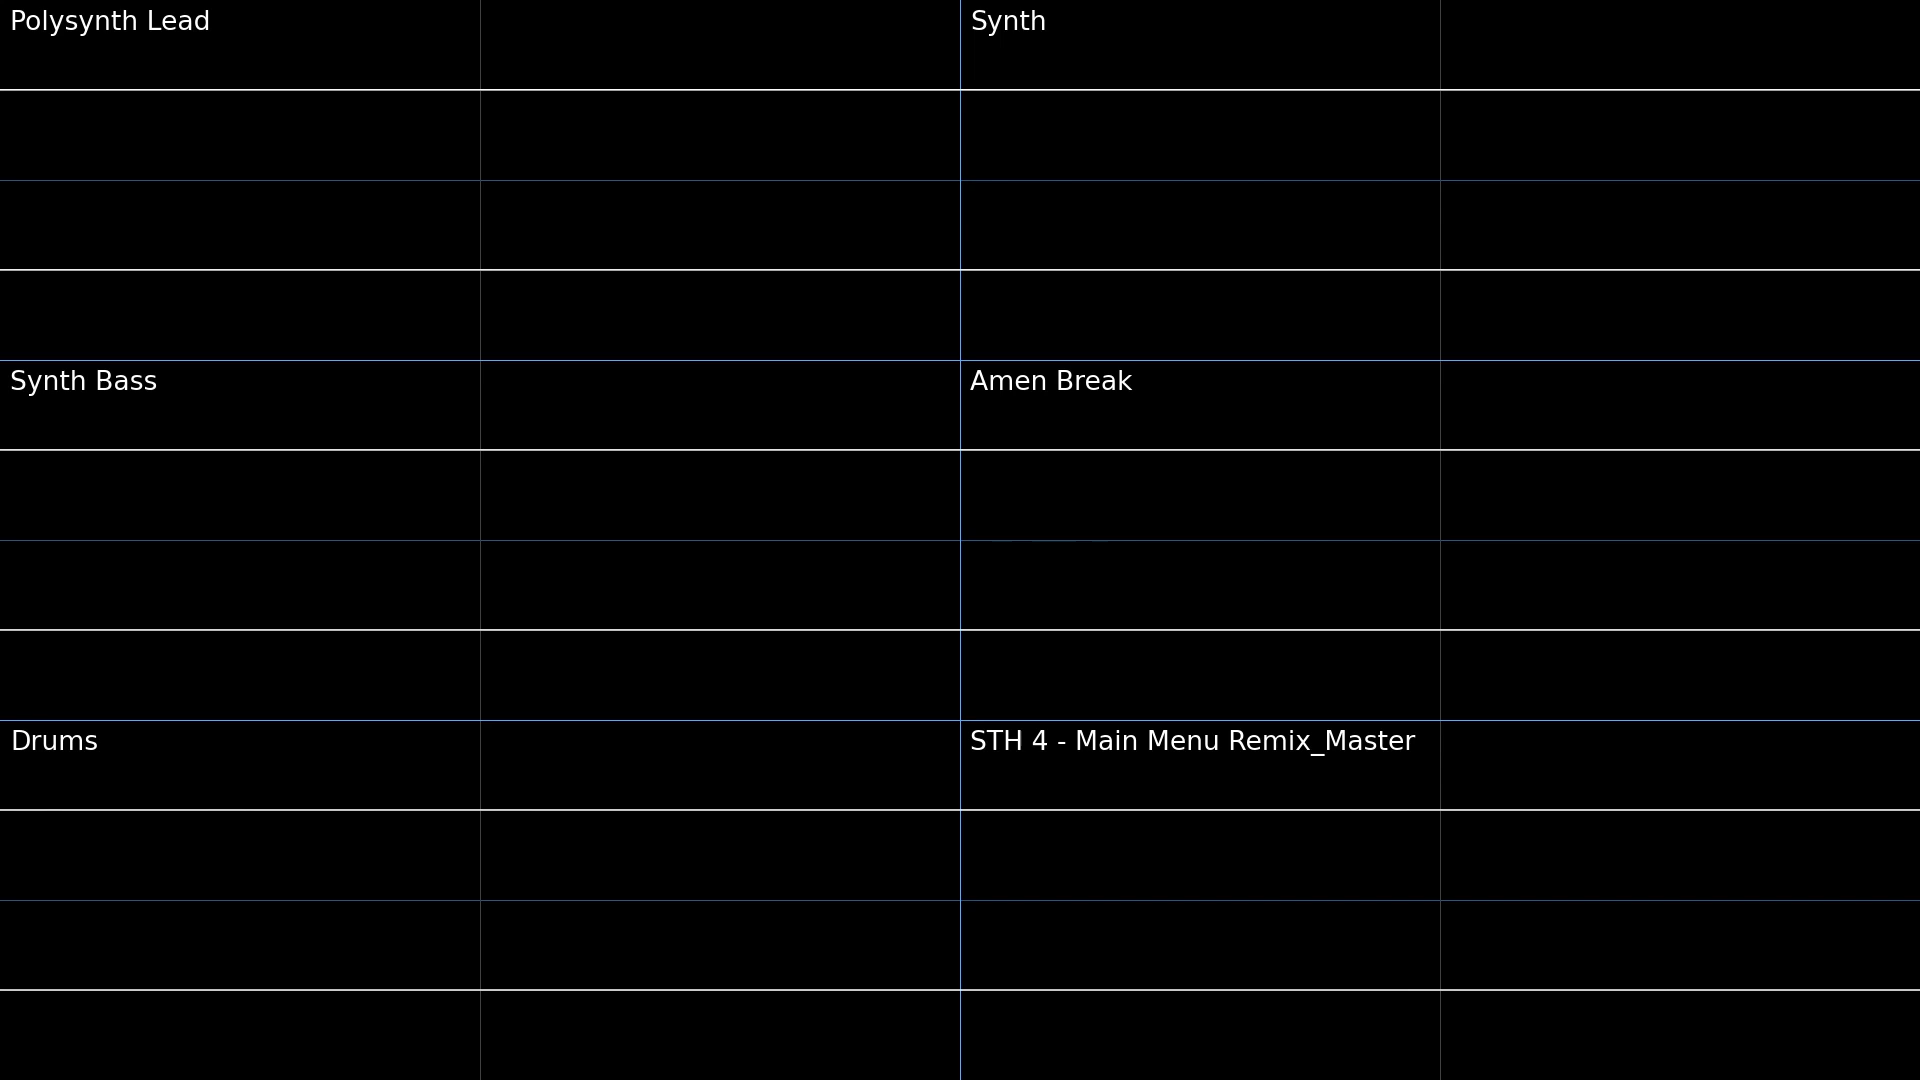 Polysynth Lead
Synth
Synth Bass
Amen Break
Drums
STH 4 - Main Menu Remix_Master